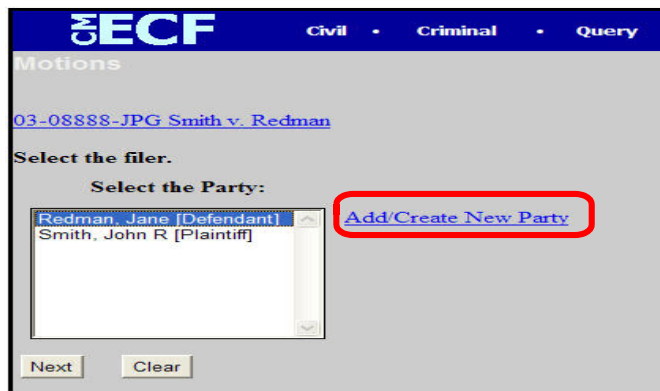 CM ECF Civil • Criminal • Query
Motions
03-08888-JPG Smith v. Redman
Select the filer.
Select the Party:
Redman, Jane [Defendant] Add/Create New Party
Smith, John R [Plaintiff]
Next Clear